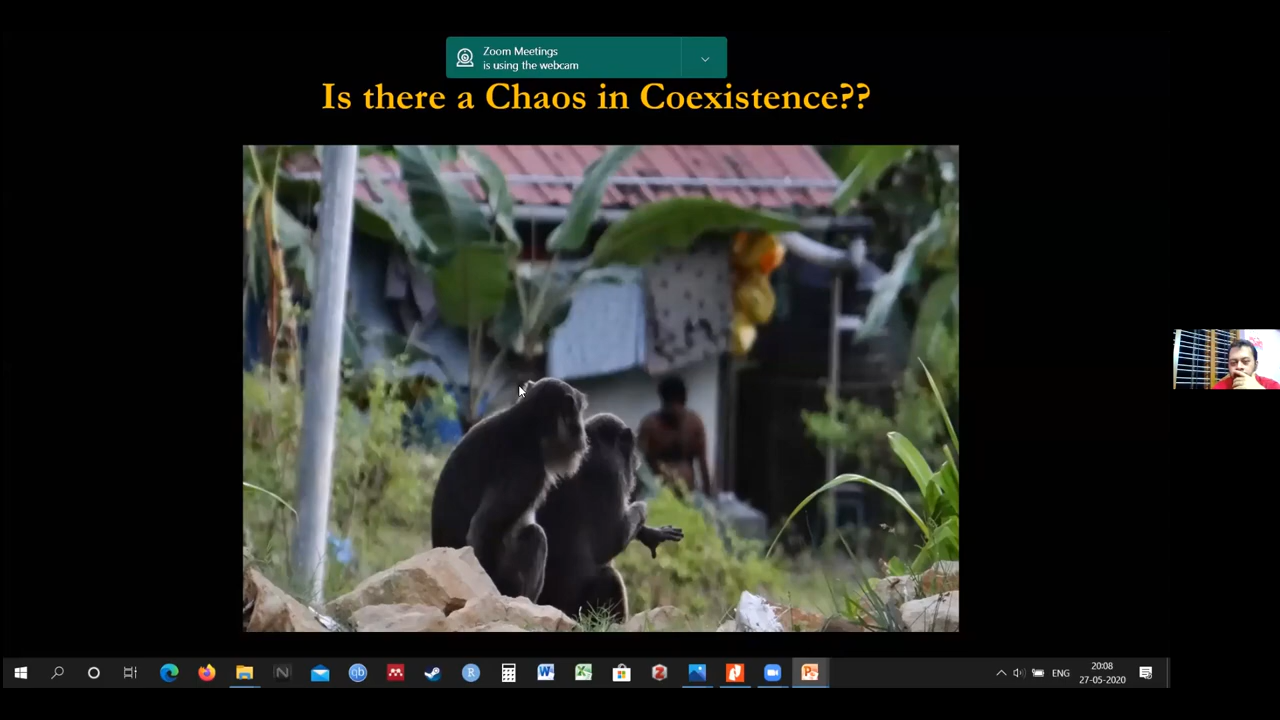 Zoom Meetings
is using the webcam
Is there a Chaos in Coexistence??
ENG
20:08
27-05-2020